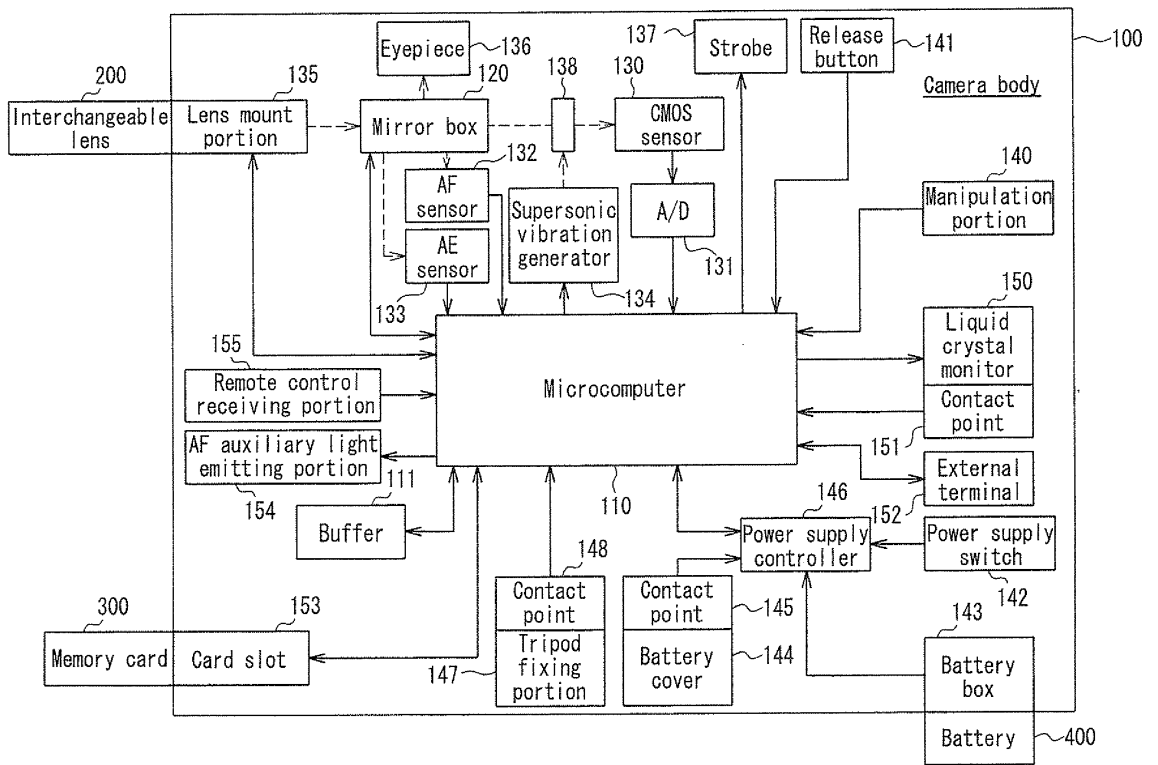 137
Strobe
Release
button
141
100
Eyepiece
136
Camera body
200
135
120
138
130
Interchangeable
lens
Lens mount
portion
Mirror box
CMOS
sensor
132
AF
sensor
Supersonic
vibration
generator
A/D
140
Manipulation
portion
AE
sensor
133
134
131
150
Liquid
crystal
monitor
155
Remote control
receiving portion
Microcomputer
Contact
point
151
AF auxiliary light
emitting portion
154
111
110
External
terminal
152
Buffer
146
Power supply
controller
Power supply
switch
142
148
Contact
point
Contact
point
145
300
153
143
Memory card
Card slot
147
Tripod
fixing
portion
Battery
cover
144
Battery
box
Battery
400